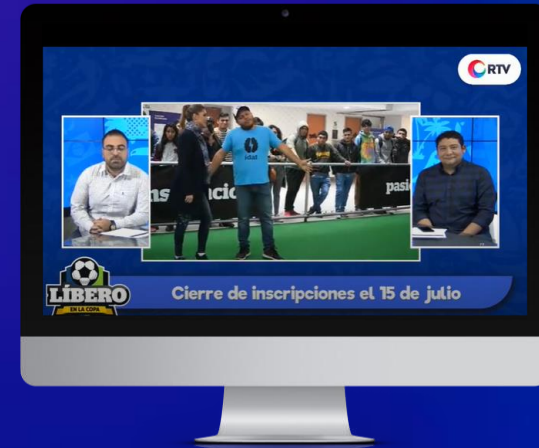 RTV
pasi
LÍBERO
EN LA COPA
Cierre de inscripciones el 15 de julio